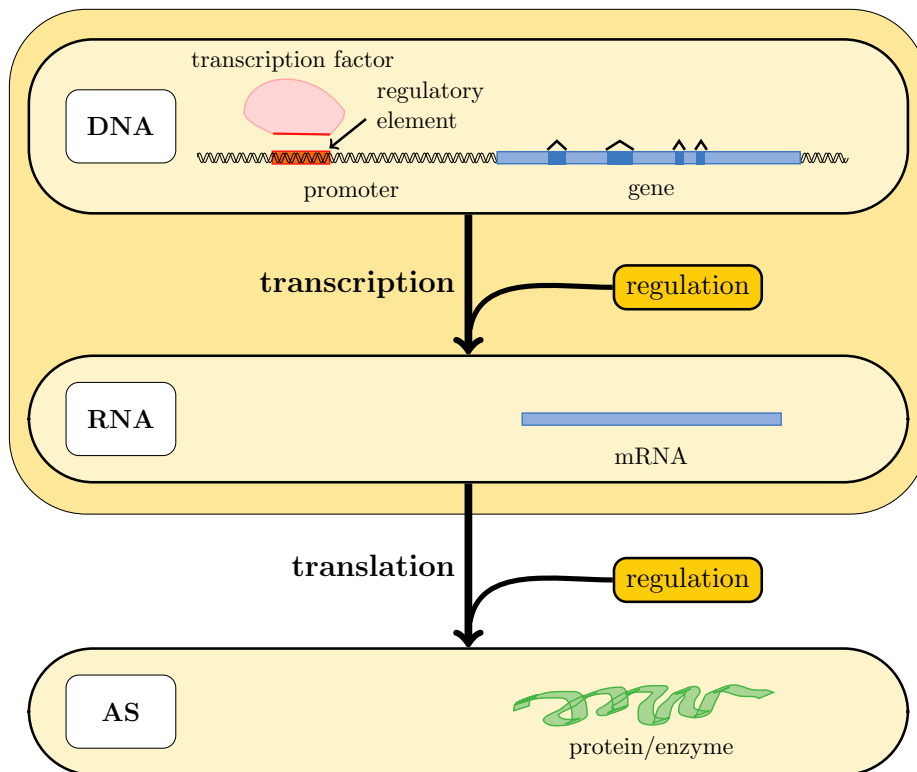 transcription factor
regulatory
element
DNA
promoter
gene
transcription
regulation
RNA
mRNA
translation
regulation
AS
protein/enzyme